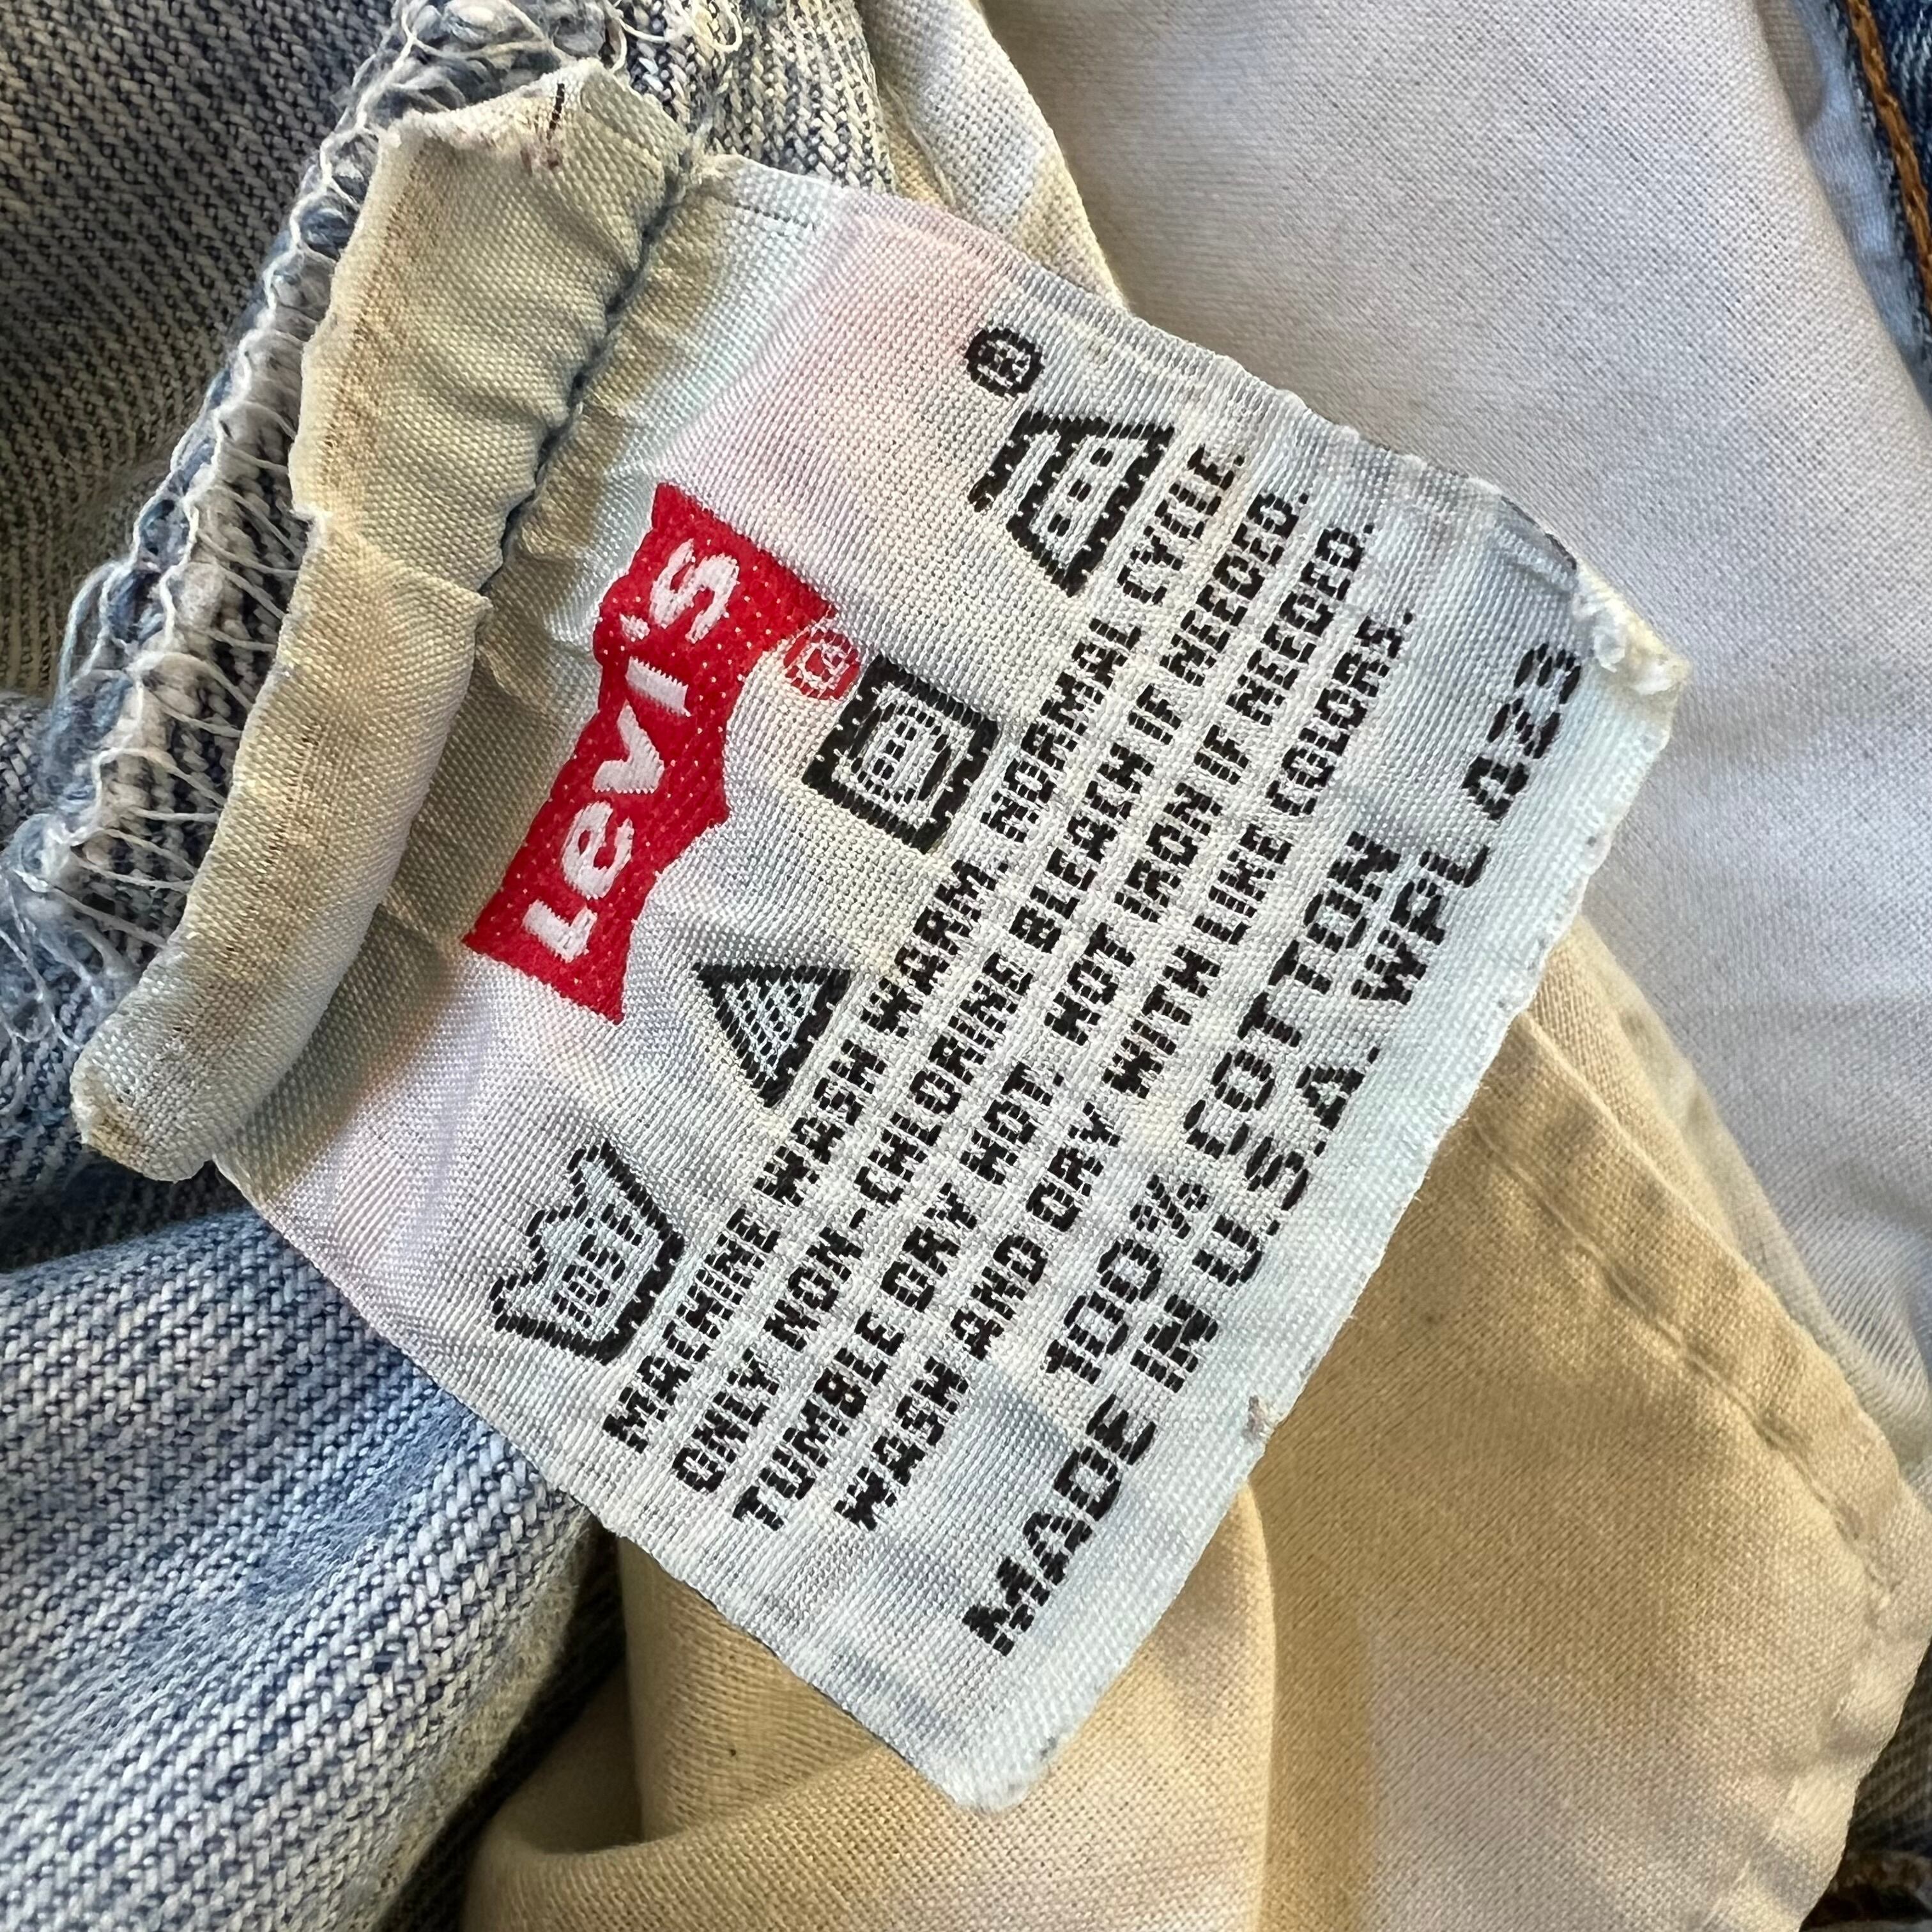 Levi's®
105F
®
MACHINE WASH WARM. NORMAL CYCLE.
ONLY NON-CHLORINE BLEACH IF NEEDED.
TUMBLE DRY HOT. HOT IRON IF NEEDED.
WASH AND DRY WITH LIKE COLORS.
100% COTTON
MADE IN U.S.A. WPL 423